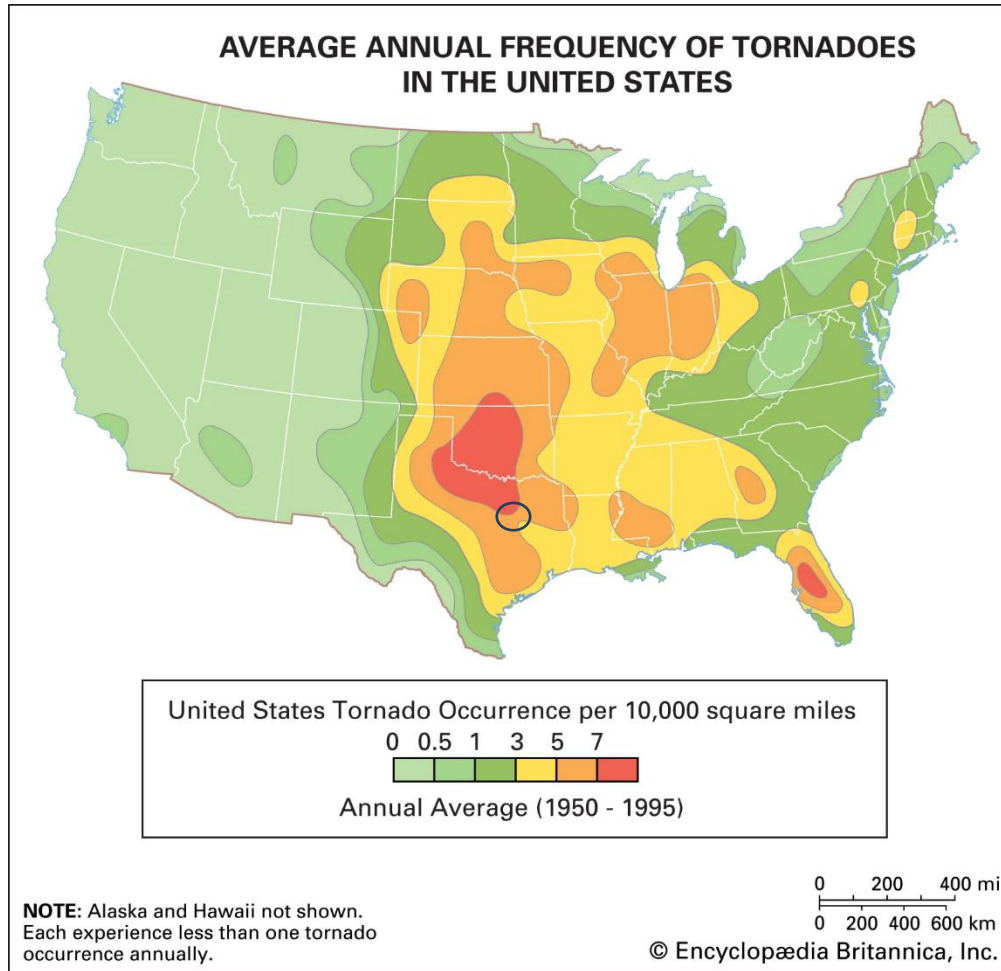 AVERAGE ANNUAL FREQUENCY OF TORNADOES
IN THE UNITED STATES
United States Tornado Occurrence per 10,000 square miles
0 0.5 1 3 5 7
Annual Average (1950 - 1995)
0 200 400 mi
0 200 400 600 km
NOTE: Alaska and Hawaii not shown.
Each experience less than one tornado
occurrence annually.
© Encyclopædia Britannica, Inc.